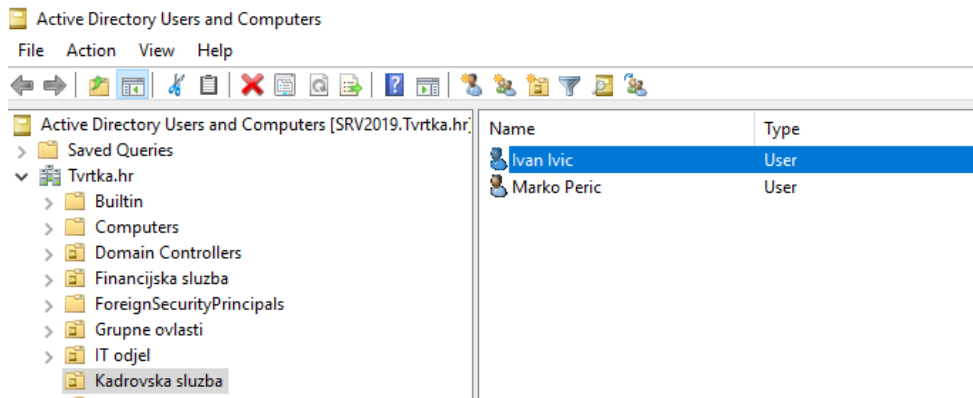 Active Directory Users and Computers
File Action View Help
Active Directory Users and Computers [SRV2019.Tvrtka.hr]
Saved Queries
Tvrtka.hr
Builtin
Computers
Domain Controllers
Financijska sluzba
ForeignSecurityPrincipals
Grupne ovlasti
IT odjel
Kadrovska sluzba
Name Type
Ivan Ivic User
Marko Peric User